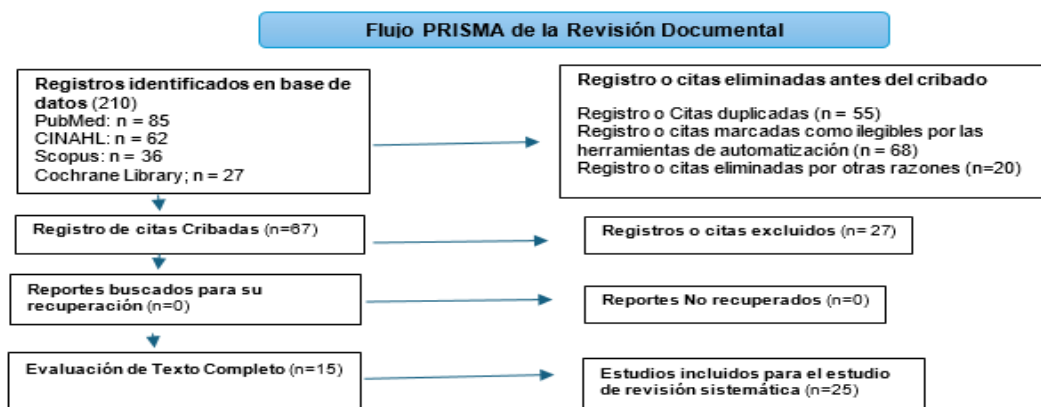 Flujo PRISMA de la Revisión Documental
Registros identificados en base de
datos (210)
PubMed: n = 85
CINAHL: n = 62
Scopus: n = 36
Cochrane Library; n = 27
Registro o citas eliminadas antes del cribado
Registro o Citas duplicadas (n = 55)
Registro o citas marcadas como ilegibles por las
herramientas de automatización (n = 68)
Registro o citas eliminadas por otras razones (n=20)
Registro de citas Cribadas (n=67)
Registros o citas excluidos (n= 27)
Reportes buscados para su
recuperación (n=0)
Reportes No recuperados (n=0)
Evaluación de Texto Completo (n=15)
Estudios incluidos para el estudio
de revisión sistemática (n=25)